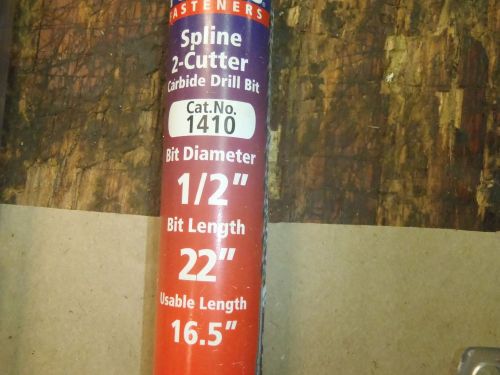 FASTENERS
Spline
2-Cutter
Carbide Drill Bit
Cat.No.
1410
Bit Diameter
1/2”
Bit Length
22”
Usable Length
16.5”